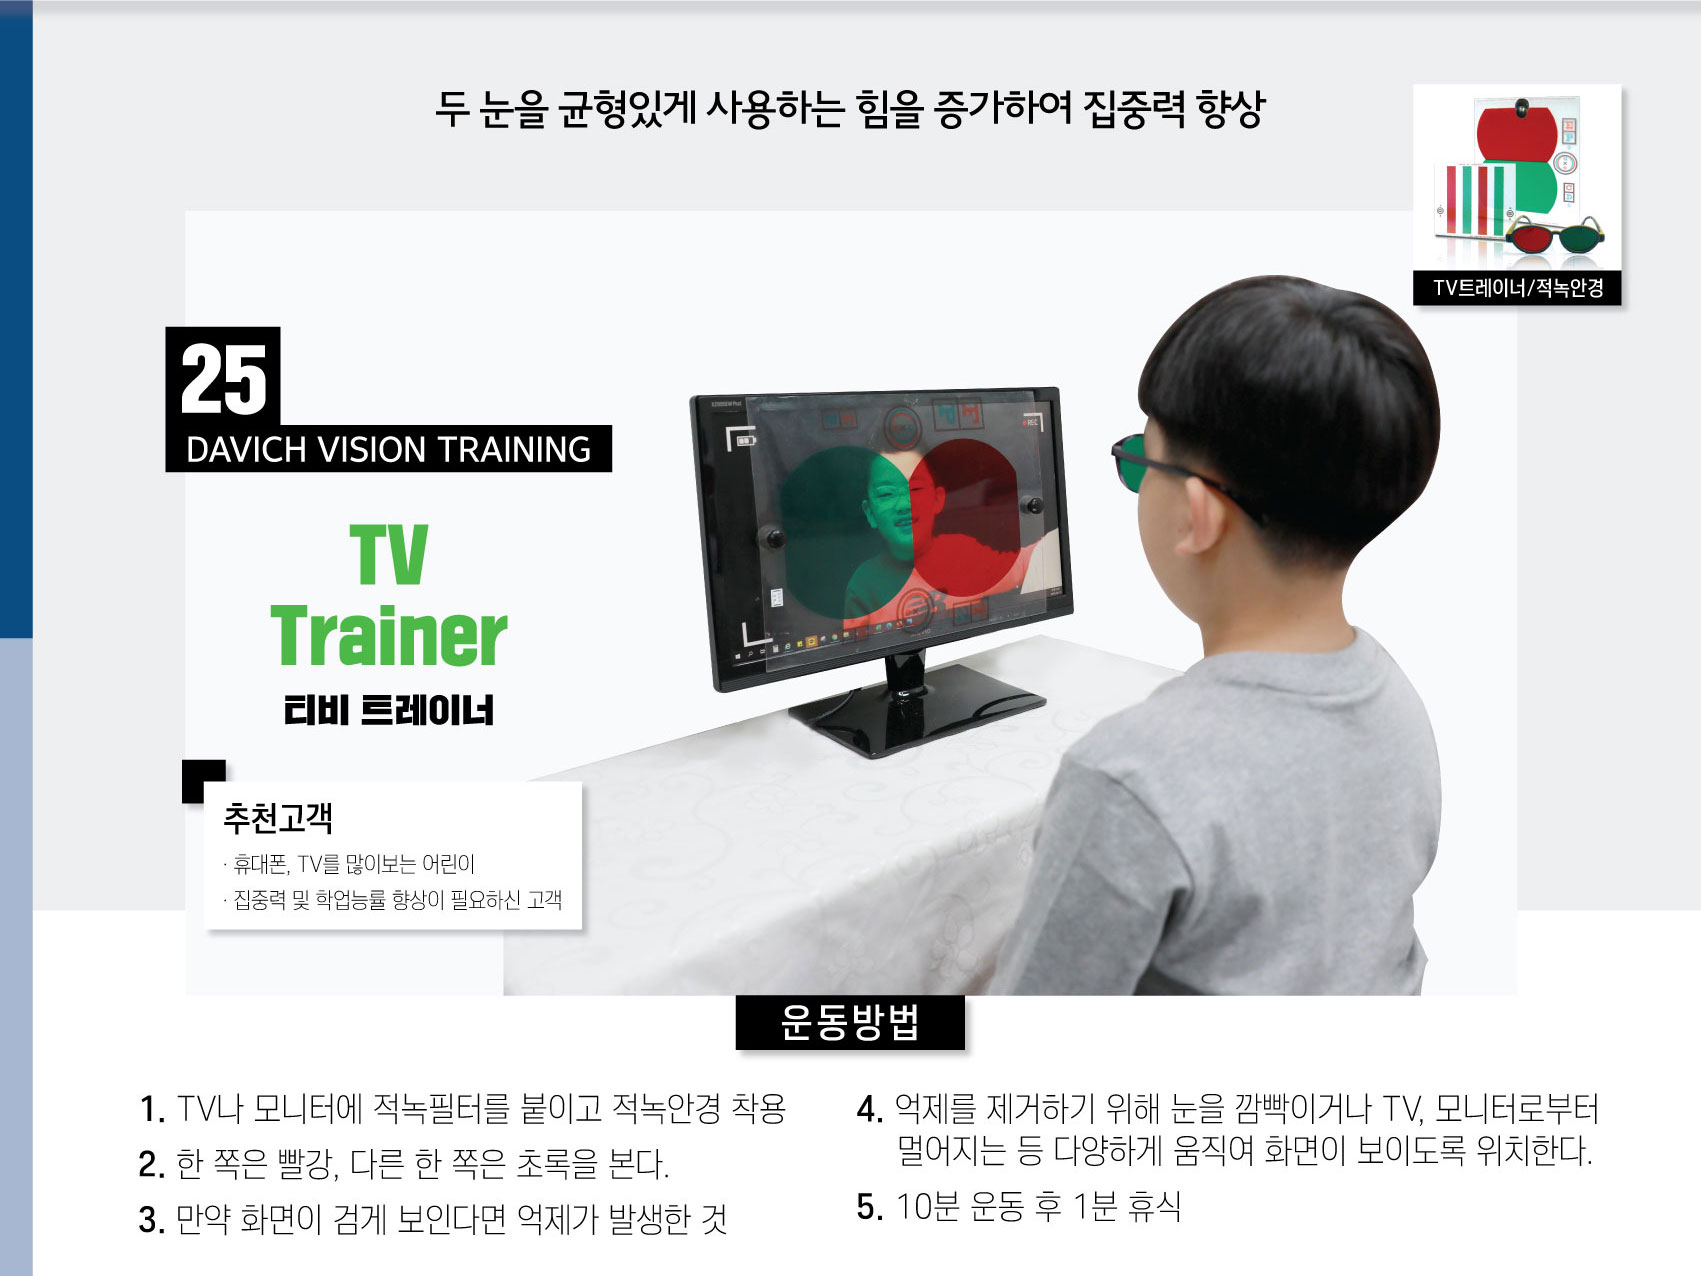 두 눈을 균형있게 사용하는 힘을 증가하여 집중력 향상
TV트레이너/적녹안경
25
DAVICH VISION TRAINING
TV
Trainer
티비 트레이너
REC
추천고객
· 휴대폰, TV를 많이보는 어린이
· 집중력 및 학업능률 향상이 필요하신 고객
운동방법
1. TV나 모니터에 적녹필터를 붙이고 적녹안경 착용
2. 한 쪽은 빨강, 다른 한 쪽은 초록을 본다.
3. 만약 화면이 검게 보인다면 억제가 발생한 것
4. 억제를 제거하기 위해 눈을 깜빡이거나 TV, 모니터로부터
멀어지는 등 다양하게 움직여 화면이 보이도록 위치한다.
5. 10분 운동 후 1분 휴식